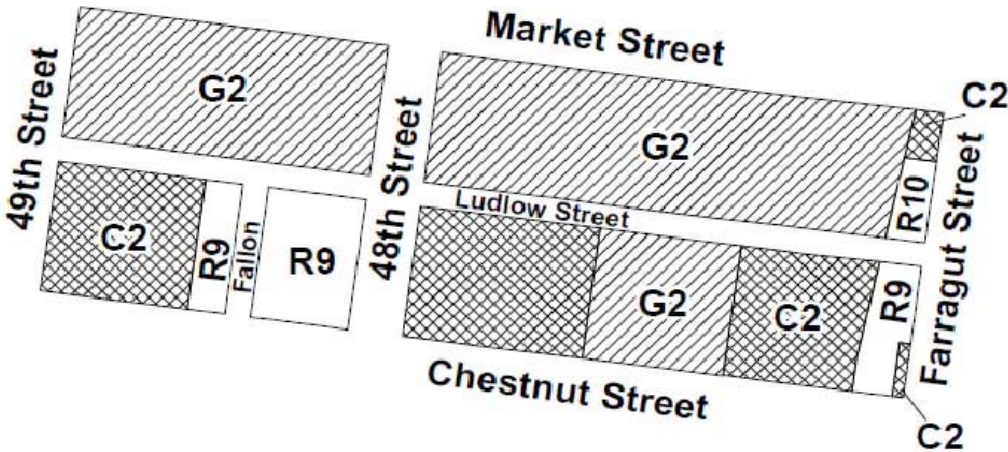 Market Street
G2
C2
49th Street
G2
48th Street
R10
Farragut Street
Ludlow Street
C2
R9
Fallon
R9
G2
C2
R9
Chestnut Street
C2